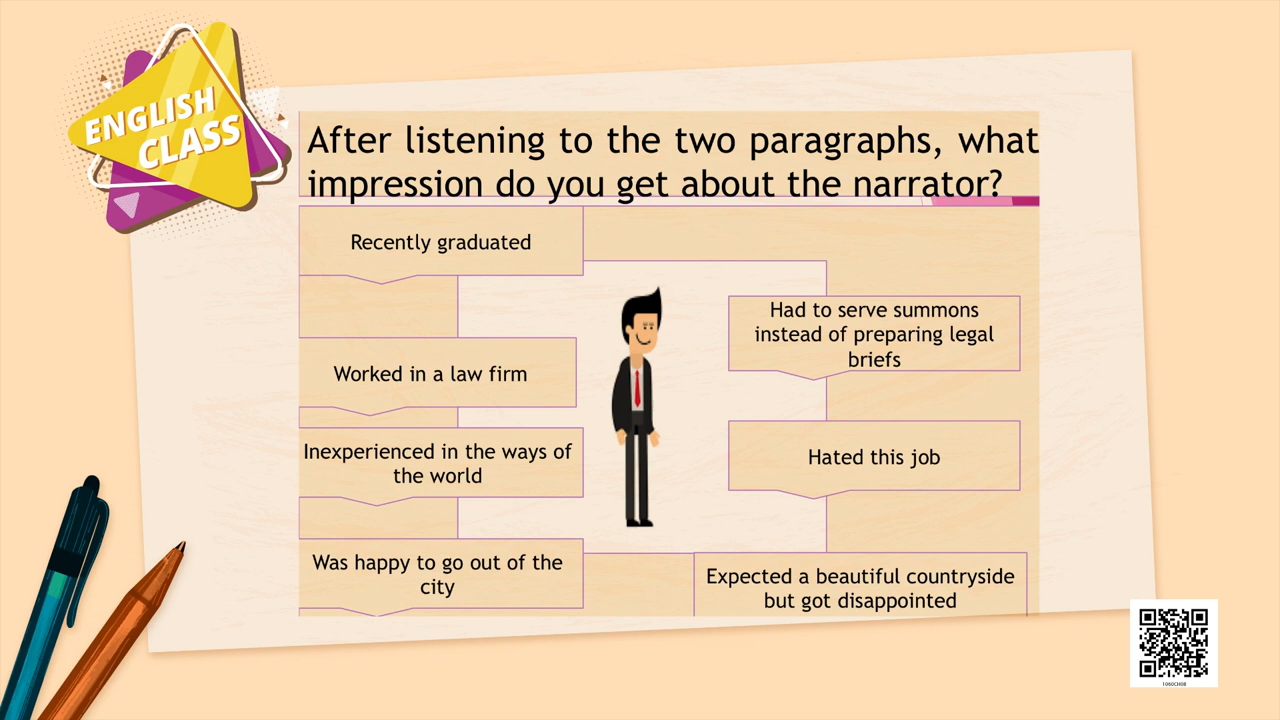 ENGLISH
CLASS
After listening to the two paragraphs, what
impression do you get about the narrator?
Recently graduated
Had to serve summons
instead of preparing legal
briefs
Worked in a law firm
Inexperienced in the ways of
the world
Hated this job
Was happy to go out of the
city
Expected a beautiful countryside
but got disappointed
1060CH08